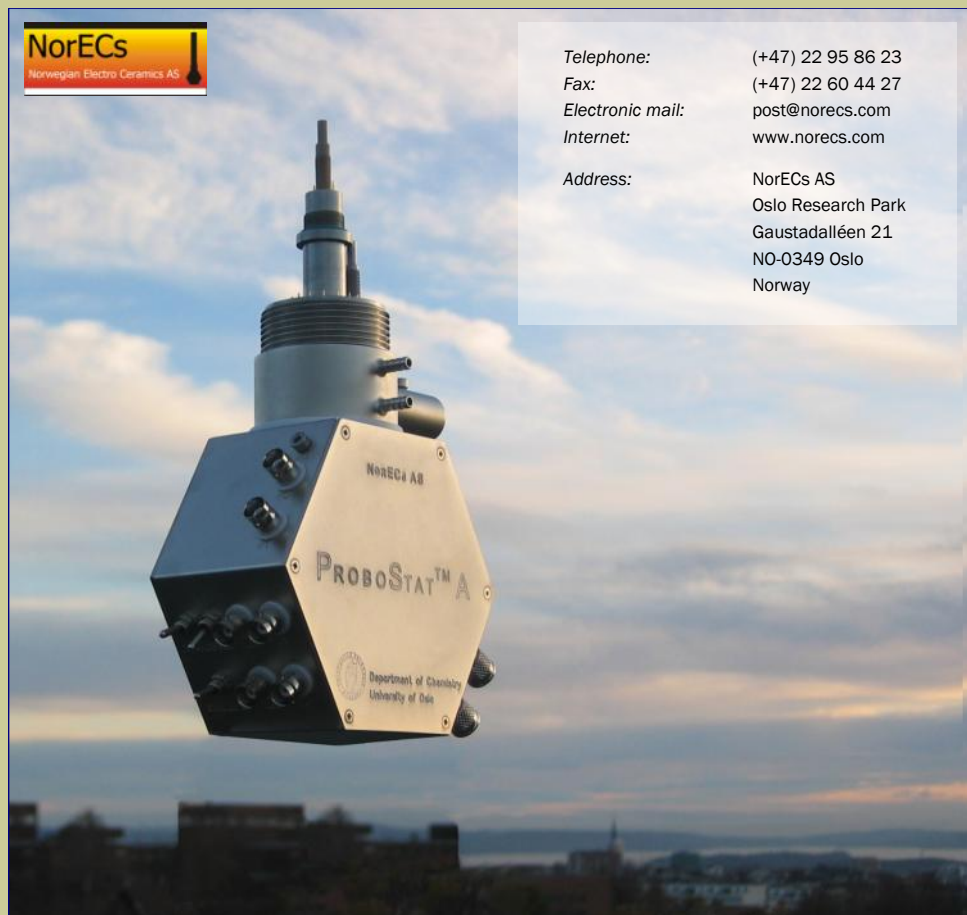 NorECs
Norwegian Electro Ceramics AS
Telephone: (+47) 22 95 86 23
Fax: (+47) 22 60 44 27
Electronic mail: post@norecs.com
Internet: www.norecs.com
Address: NorECs AS
Oslo Research Park
Gaustadalléen 21
NO-0349 Oslo
Norway
NorECs AS
PROBOSTAT™ A
Department of Chemistry
University of Oslo